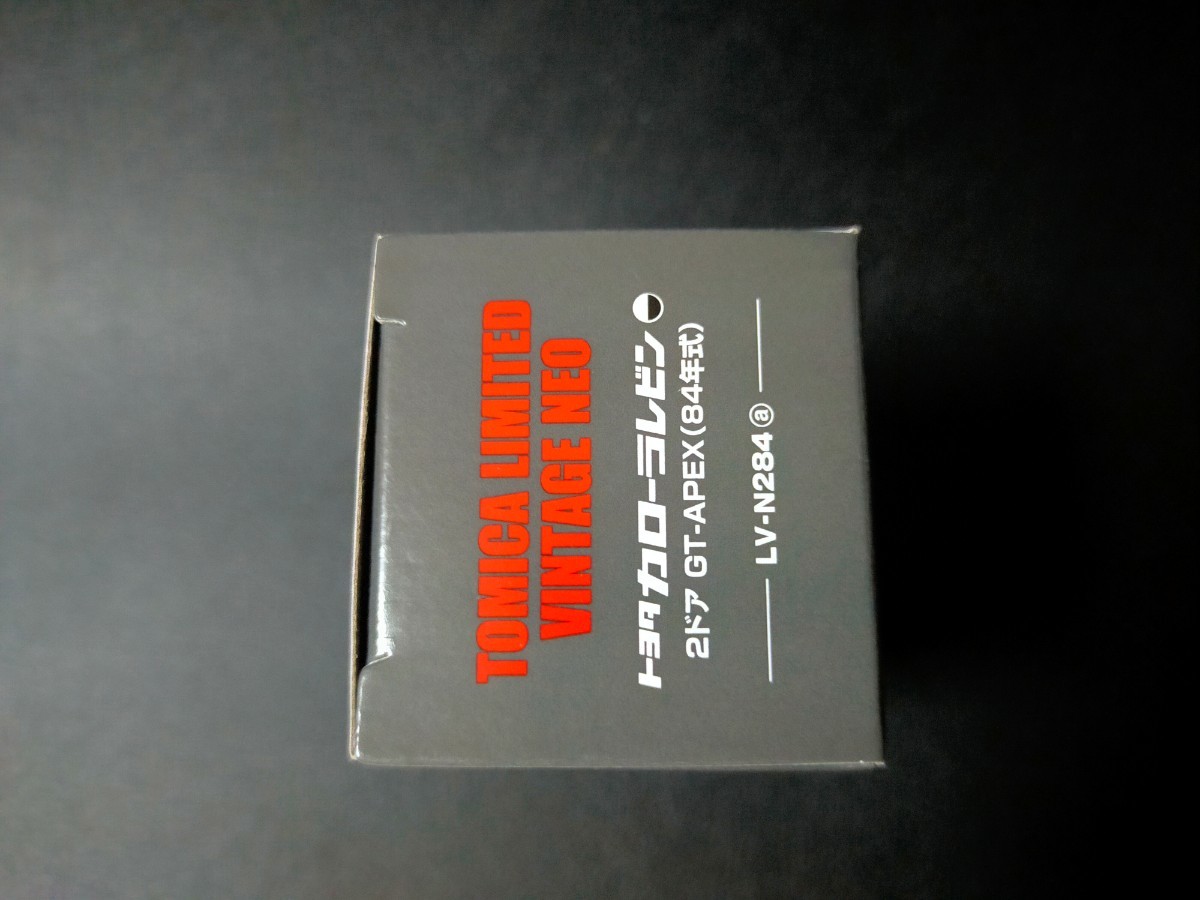 TOMICA LIMITED
VINTAGE NEO
トヨタ カローラレビン
2ドア GT-APEX(84年式)
LV-N284 ⓐ